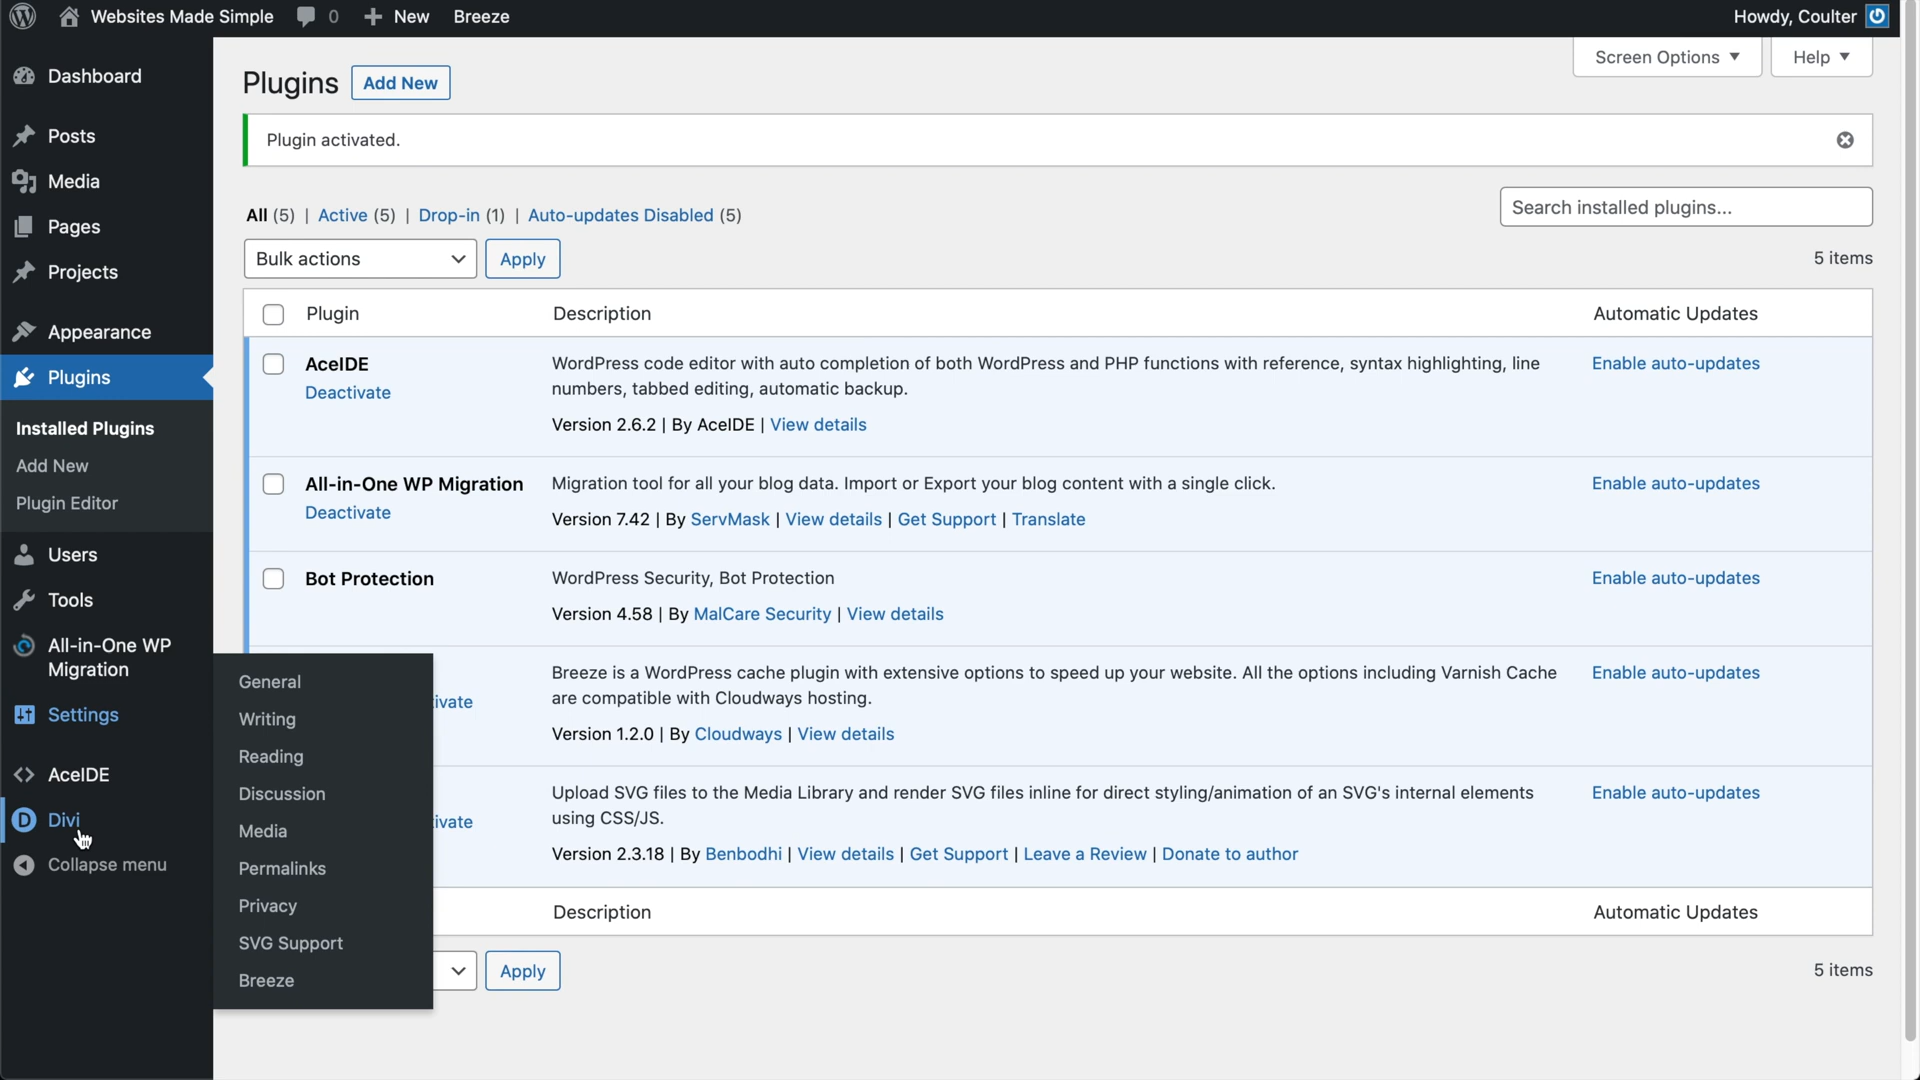 Websites Made Simple 0 New Breeze Howdy, Coulter
Screen Options Help
Dashboard
Posts
Media
Pages
Projects
Appearance
Plugins
Installed Plugins
Add New
Plugin Editor
Users
Tools
All-in-One WP
Migration
Settings
AceIDE
Divi
Collapse menu
General
Writing
Reading
Discussion
Media
Permalinks
Privacy
SVG Support
Breeze
Plugins Add New
Plugin activated.
All (5) | Active (5) | Drop-in (1) | Auto-updates Disabled (5)
Search installed plugins...
Bulk actions Apply
5 items
Plugin Description Automatic Updates
AceIDE
Deactivate
WordPress code editor with auto completion of both WordPress and PHP functions with reference, syntax highlighting, line
numbers, tabbed editing, automatic backup.
Version 2.6.2 | By AceIDE | View details
Enable auto-updates
All-in-One WP Migration
Deactivate
Migration tool for all your blog data. Import or Export your blog content with a single click.
Version 7.42 | By ServMask | View details | Get Support | Translate
Enable auto-updates
Bot Protection
WordPress Security, Bot Protection
Version 4.58 | By MalCare Security | View details
Enable auto-updates
ivate
Breeze is a WordPress cache plugin with extensive options to speed up your website. All the options including Varnish Cache
are compatible with Cloudways hosting.
Version 1.2.0 | By Cloudways | View details
Enable auto-updates
ivate
Upload SVG files to the Media Library and render SVG files inline for direct styling/animation of an SVG's internal elements
using CSS/JS.
Version 2.3.18 | By Benbodhi | View details | Get Support | Leave a Review | Donate to author
Enable auto-updates
Description Automatic Updates
Apply
5 items